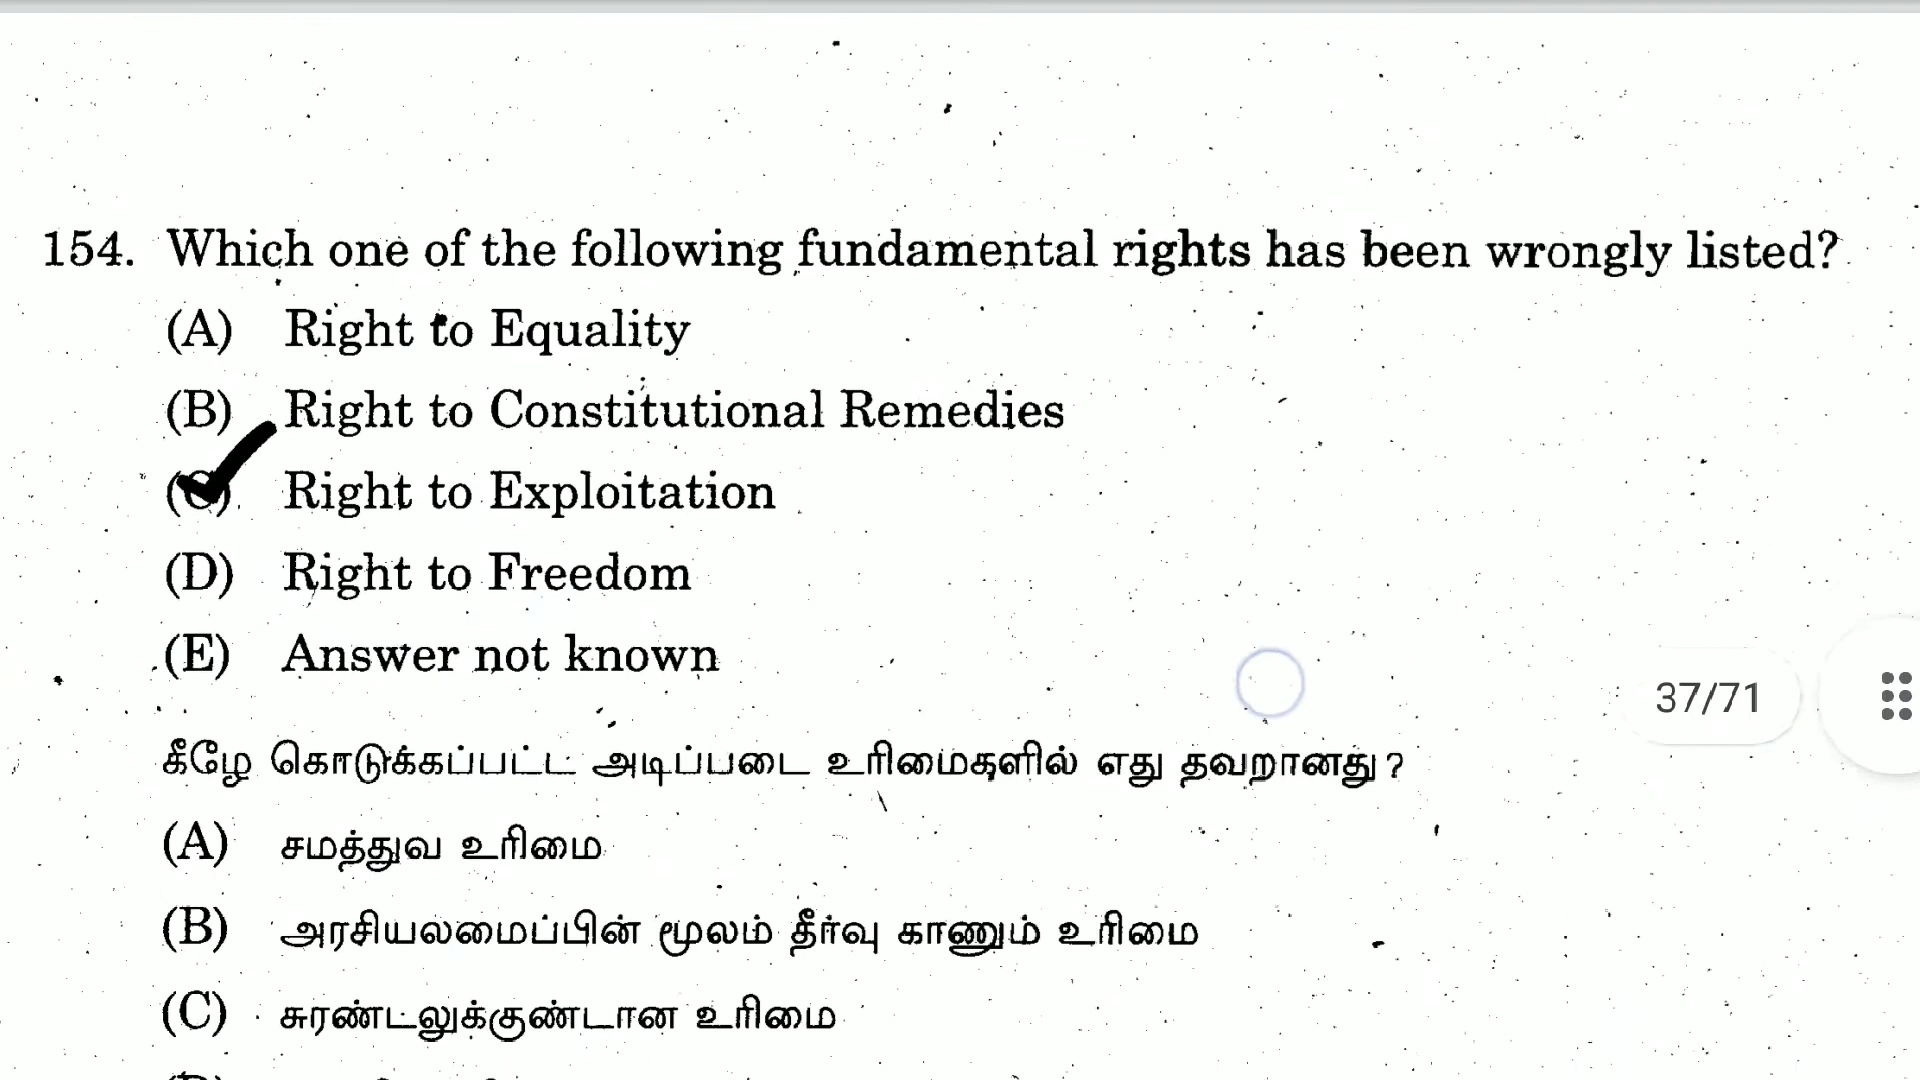 154. Which one of the following fundamental rights has been wrongly listed?
(A) Right to Equality
(B) Right to Constitutional Remedies
(C) Right to Exploitation
(D) Right to Freedom
(E) Answer not known
37/71
கீழே கொடுக்கப்பட்ட அடிப்படை உரிமைகளில் எது தவறானது?
(A) சமத்துவ உரிமை
(B) அரசியலமைப்பின் மூலம் தீர்வு காணும் உரிமை
(C) சுரண்டலுக்குண்டான உரிமை